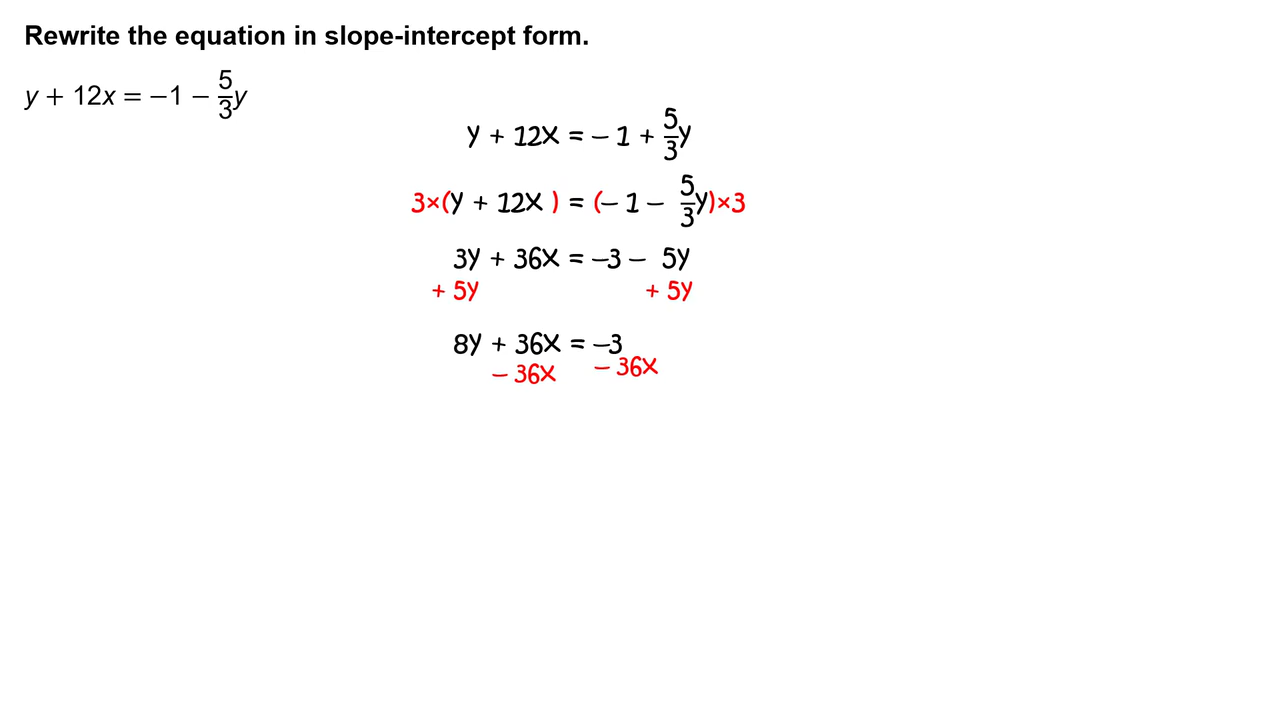 Rewrite the equation in slope-intercept form.
y + 12x = −1 − 5/3y
y + 12x = − 1 + 5/3y
3×(y + 12x ) = (− 1 − 5/3y)×3
3y + 36x = −3 − 5y
+ 5y + 5y
8y + 36x = −3
− 36x − 36x